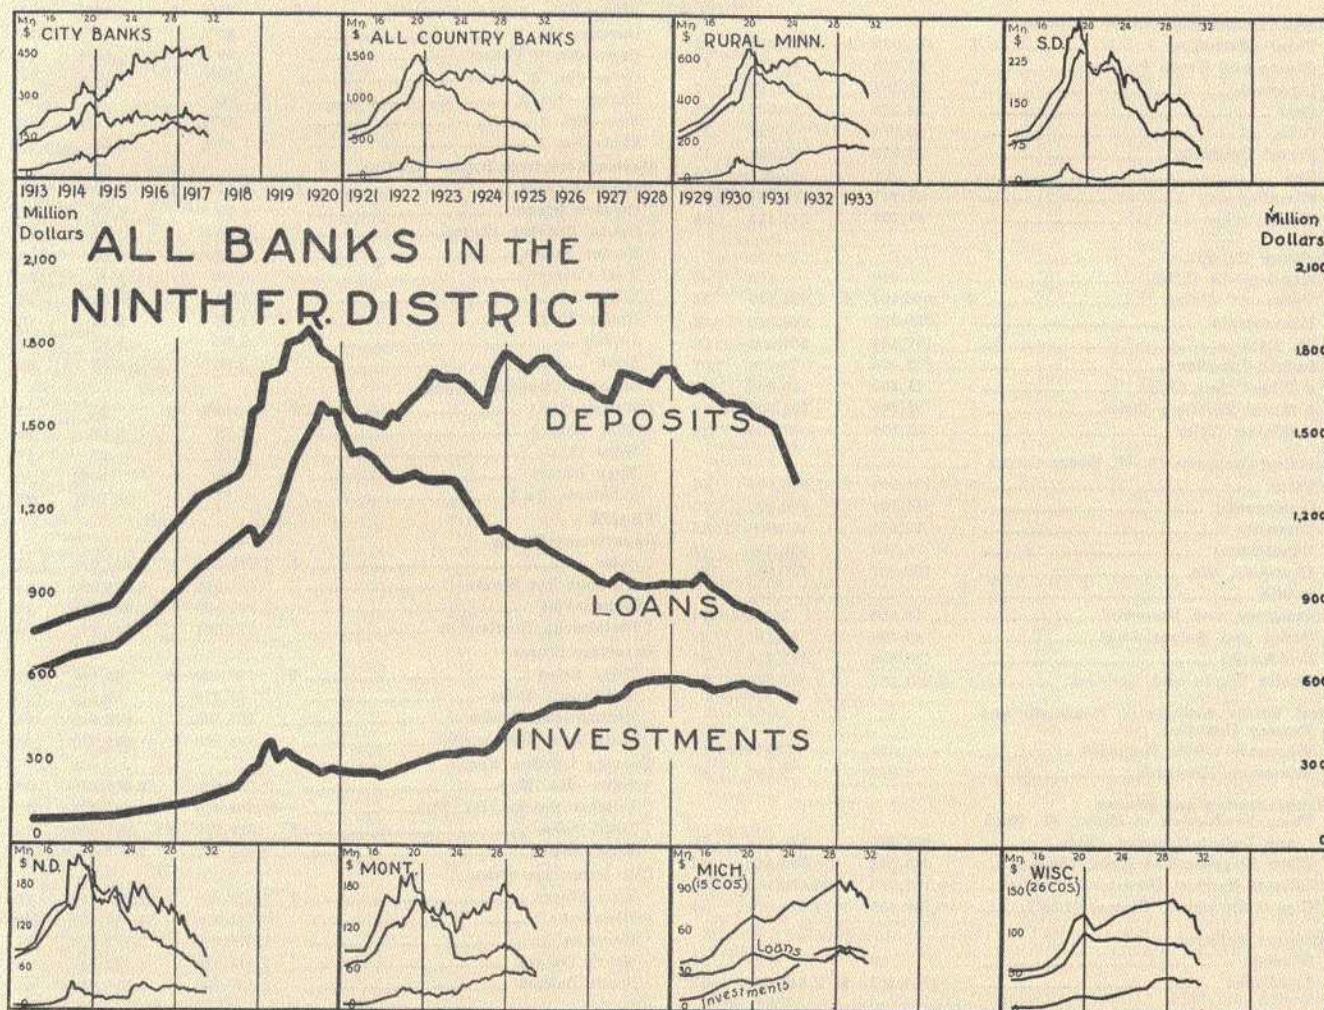 Mn '16 20 24 28 32
$ CITY BANKS
450
300
150
0
Mn 16 20 24 28 32
$ ALL COUNTRY BANKS
1,500
1,000
500
0
Mn 16 20 24 28 32
$ RURAL MINN.
600
400
200
0
Mn 16 20 24 28 32
$ S.D.
225
150
75
0
1913 1914 1915 1916 1917 1918 1919 1920 1921 1922 1923 1924 1925 1926 1927 1928 1929 1930 1931 1932 1933
Million
Dollars
ALL BANKS IN THE
NINTH F.R. DISTRICT
2,100
1,800
1,500
1,200
900
600
300
0
DEPOSITS
LOANS
INVESTMENTS
Million
Dollars
2,100
1,800
1,500
1,200
900
600
300
0
Mn 16 20 24 28 32
$ N.D.
180
120
60
0
Mn 16 20 24 28 32
$ MONT.
180
120
60
0
Mn 16 20 24 28 32
$ MICH.
(15 COS.)
90
60
30
0
Loans
Investments
Mn 16 20 24 28 32
$ WISC.
(26 COS.)
150
100
50
0